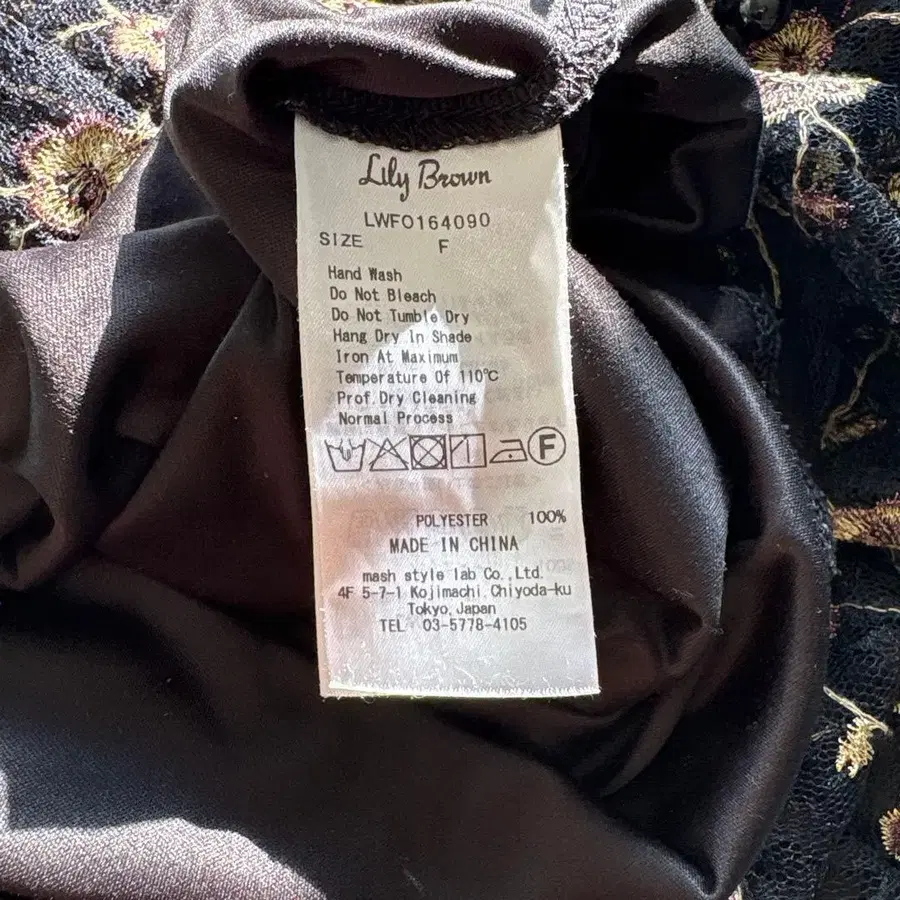 Lily Brown
LWFO164090
SIZE F
Hand Wash
Do Not Bleach
Do Not Tumble Dry
Hang Dry In Shade
Iron At Maximum
Temperature Of 110℃
Prof.Dry Cleaning
Normal Process
F
POLYESTER 100%
MADE IN CHINA
mash style lab Co.,Ltd.
4F 5-7-1 Kojimachi Chiyoda-ku
Tokyo,Japan
TEL 03-5778-4105